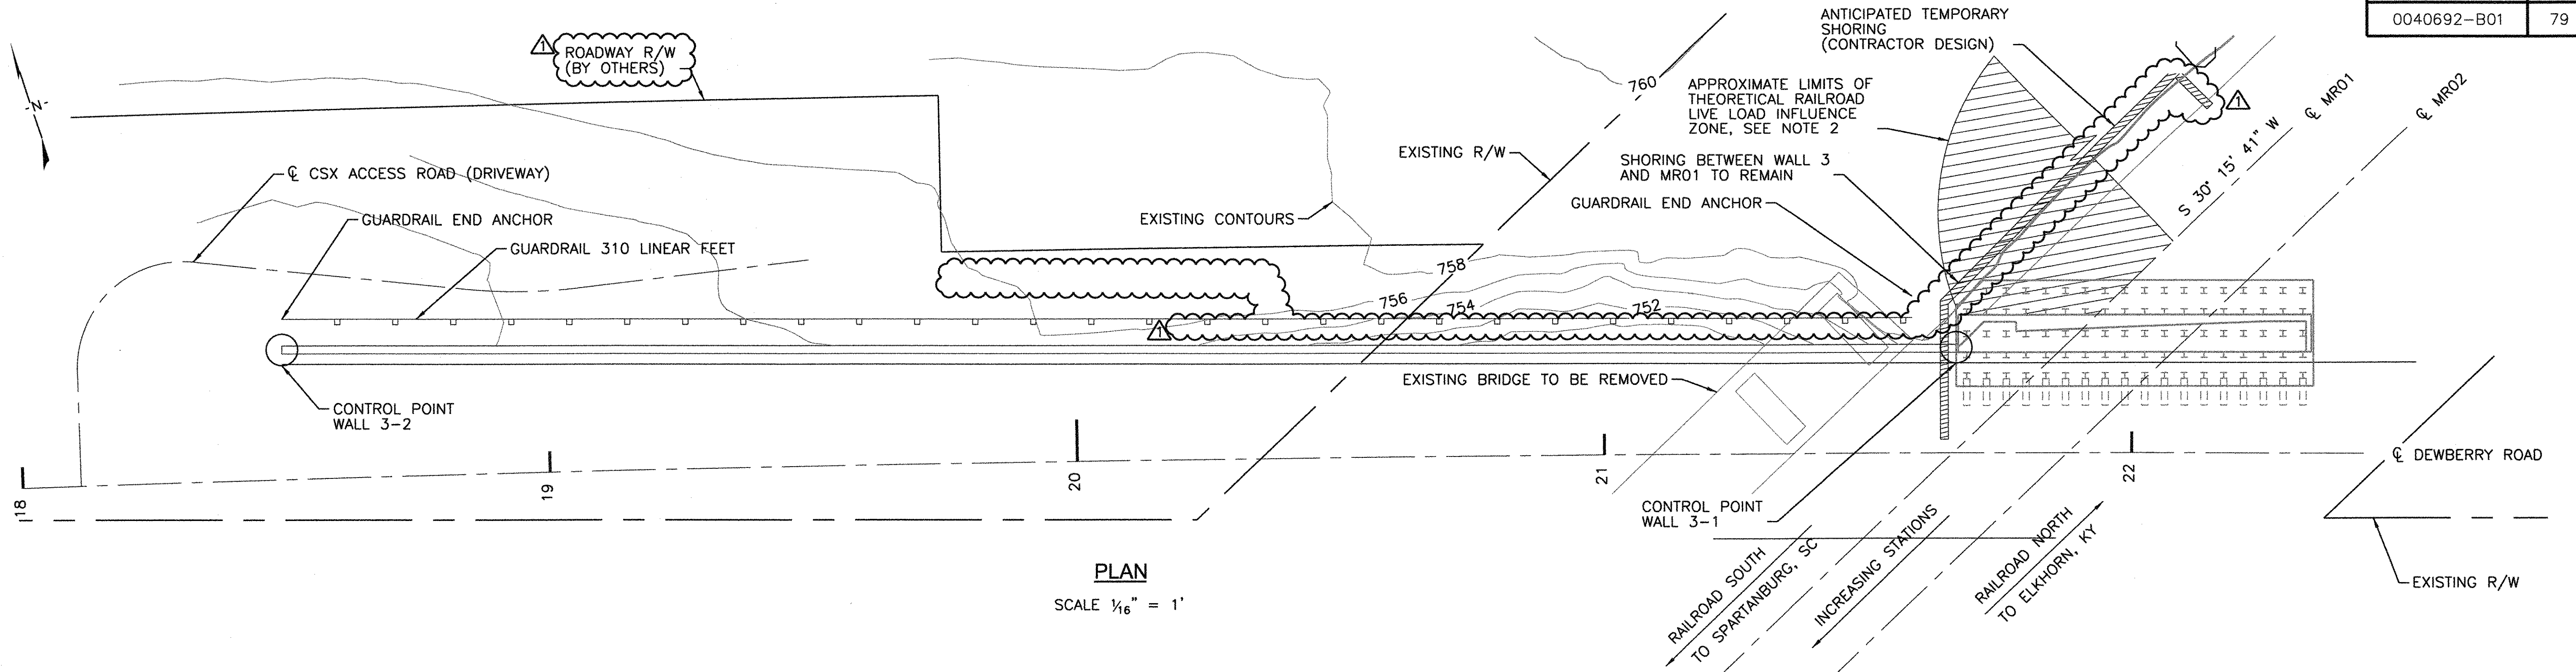 0040692-B01 79
ANTICIPATED TEMPORARY
SHORING
(CONTRACTOR DESIGN)
1
ROADWAY R/W
(BY OTHERS)
-N-
760
APPROXIMATE LIMITS OF
THEORETICAL RAILROAD
LIVE LOAD INFLUENCE
ZONE, SEE NOTE 2
1
℄ MR01
℄ MR02
S 30° 15' 41" W
EXISTING R/W
SHORING BETWEEN WALL 3
AND MR01 TO REMAIN
℄ CSX ACCESS ROAD (DRIVEWAY)
GUARDRAIL END ANCHOR
GUARDRAIL END ANCHOR
EXISTING CONTOURS
GUARDRAIL 310 LINEAR FEET
758
756
754
752
1
EXISTING BRIDGE TO BE REMOVED
CONTROL POINT
WALL 3-2
℄ DEWBERRY ROAD
18
19
20
21
22
CONTROL POINT
WALL 3-1
RAILROAD SOUTH
TO SPARTANBURG, SC
INCREASING STATIONS
RAILROAD NORTH
TO ELKHORN, KY
EXISTING R/W
PLAN
SCALE 1/16" = 1'